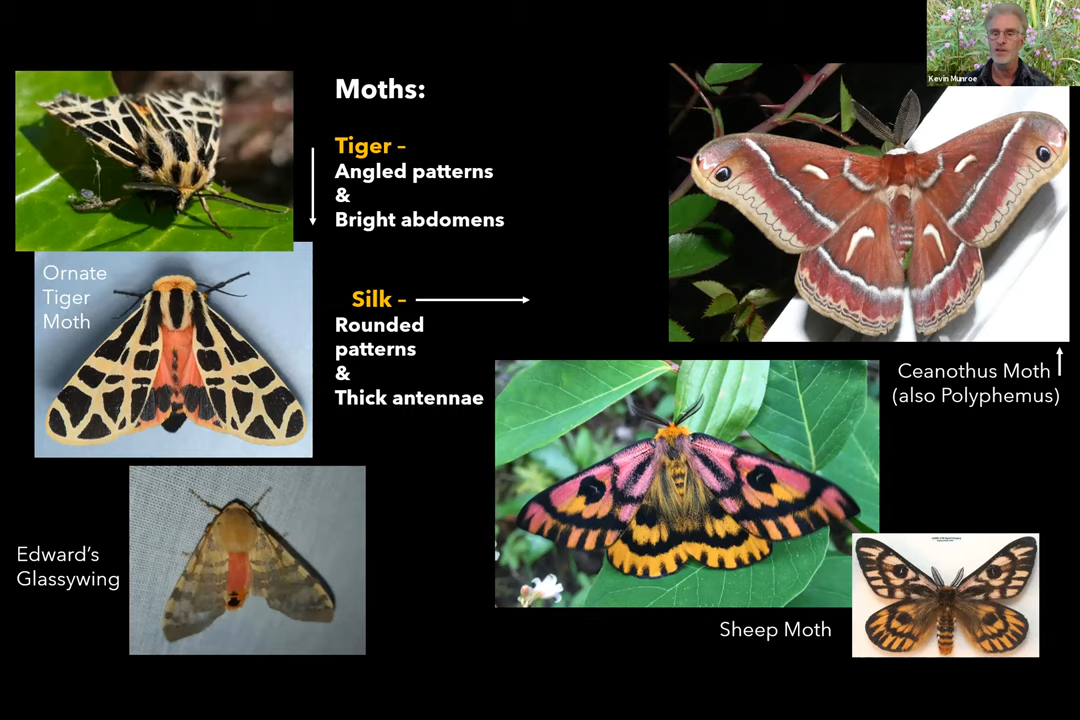 Kevin Munroe
Moths:
Tiger –
Angled patterns
&
Bright abdomens
Ornate
Tiger
Moth
Silk –
Rounded
patterns
&
Thick antennae
Ceanothus Moth
(also Polyphemus)
Edward's
Glassywing
Sheep Moth